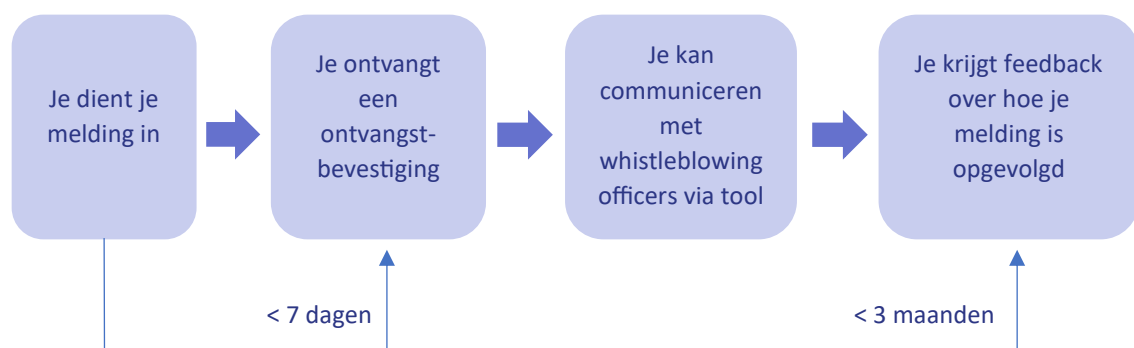 Je dient je
melding in
Je ontvangt
een
ontvangst-
bevestiging
Je kan
communiceren
met
whistleblowing
officers via tool
Je krijgt feedback
over hoe je
melding is
opgevolgd
< 7 dagen
< 3 maanden